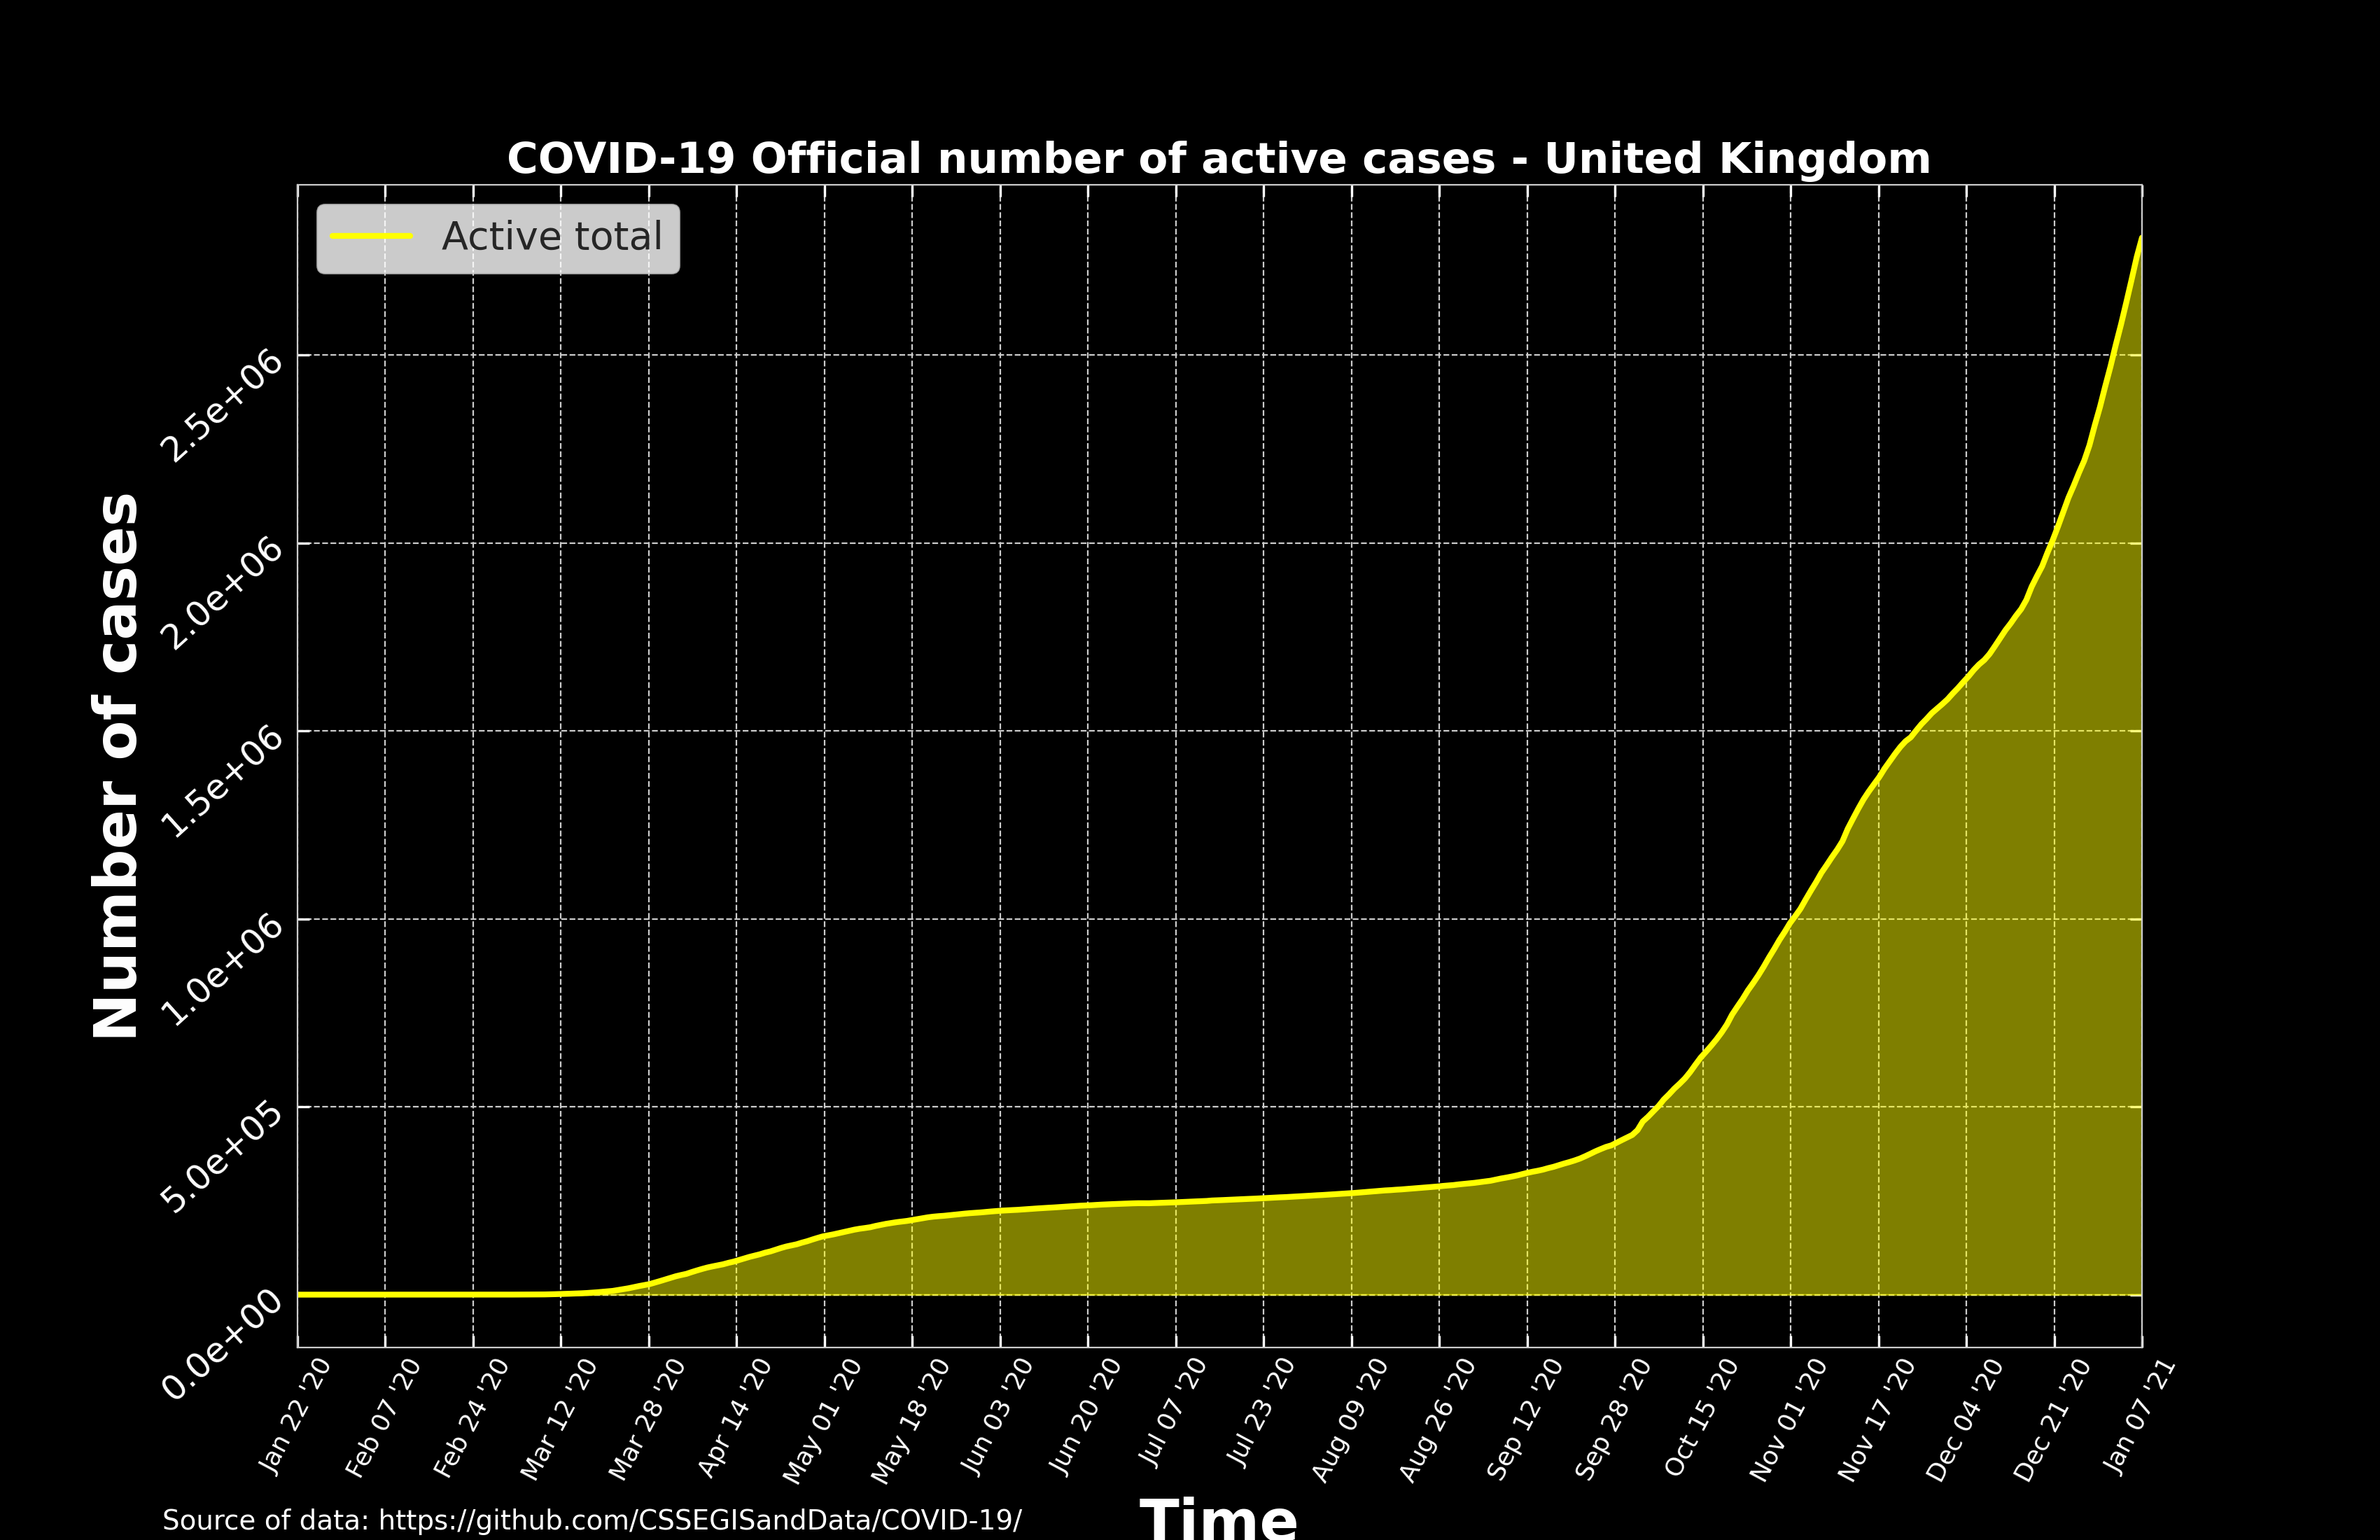 COVID-19 Official number of active cases - United Kingdom
Active total
Number of cases
2.5e+06
2.0e+06
1.5e+06
1.0e+06
5.0e+05
0.0e+00
Jan 22 '20
Feb 07 '20
Feb 24 '20
Mar 12 '20
Mar 28 '20
Apr 14 '20
May 01 '20
May 18 '20
Jun 03 '20
Jun 20 '20
Jul 07 '20
Jul 23 '20
Aug 09 '20
Aug 26 '20
Sep 12 '20
Sep 28 '20
Oct 15 '20
Nov 01 '20
Nov 17 '20
Dec 04 '20
Dec 21 '20
Jan 07 '21
Time
Source of data: https://github.com/CSSEGISandData/COVID-19/